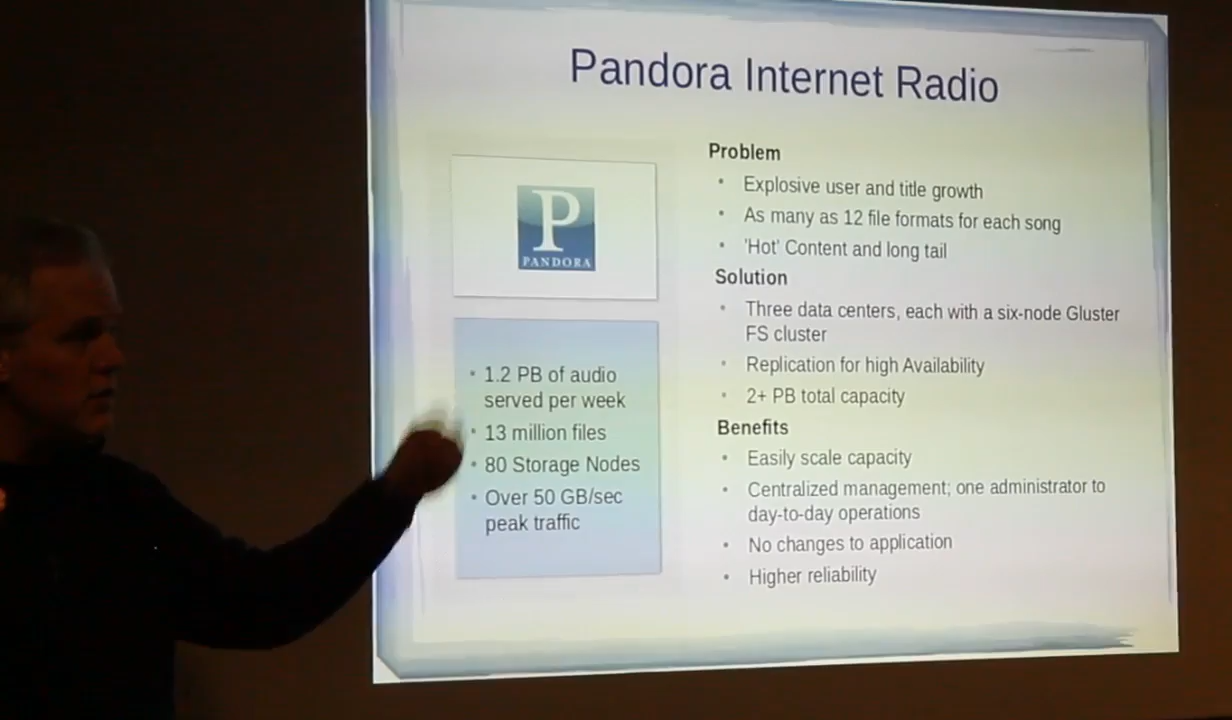 Pandora Internet Radio
P
PANDORA
• 1.2 PB of audio
served per week
• 13 million files
• 80 Storage Nodes
• Over 50 GB/sec
peak traffic
Problem
• Explosive user and title growth
• As many as 12 file formats for each song
• 'Hot' Content and long tail
Solution
• Three data centers, each with a six-node Gluster
FS cluster
• Replication for high Availability
• 2+ PB total capacity
Benefits
• Easily scale capacity
• Centralized management; one administrator to
day-to-day operations
• No changes to application
• Higher reliability